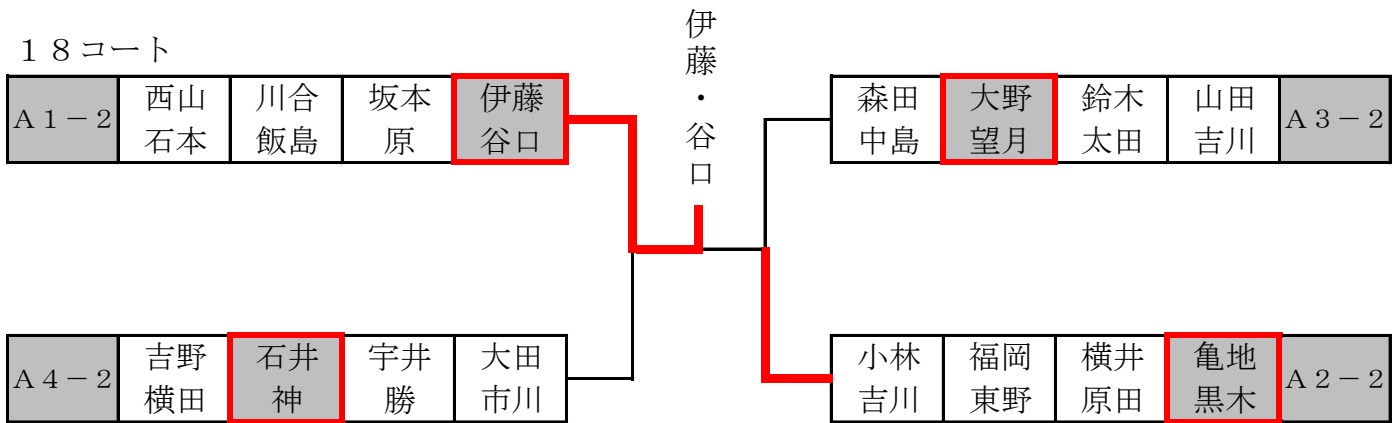 伊藤・谷口
１８コート
Ａ１－２
西山
石本
川合
飯島
坂本
原
伊藤
谷口
森田
中島
大野
望月
鈴木
太田
山田
吉川
Ａ３－２
Ａ４－２
吉野
横田
石井
神
宇井
勝
大田
市川
小林
吉川
福岡
東野
横井
原田
亀地
黒木
Ａ２－２